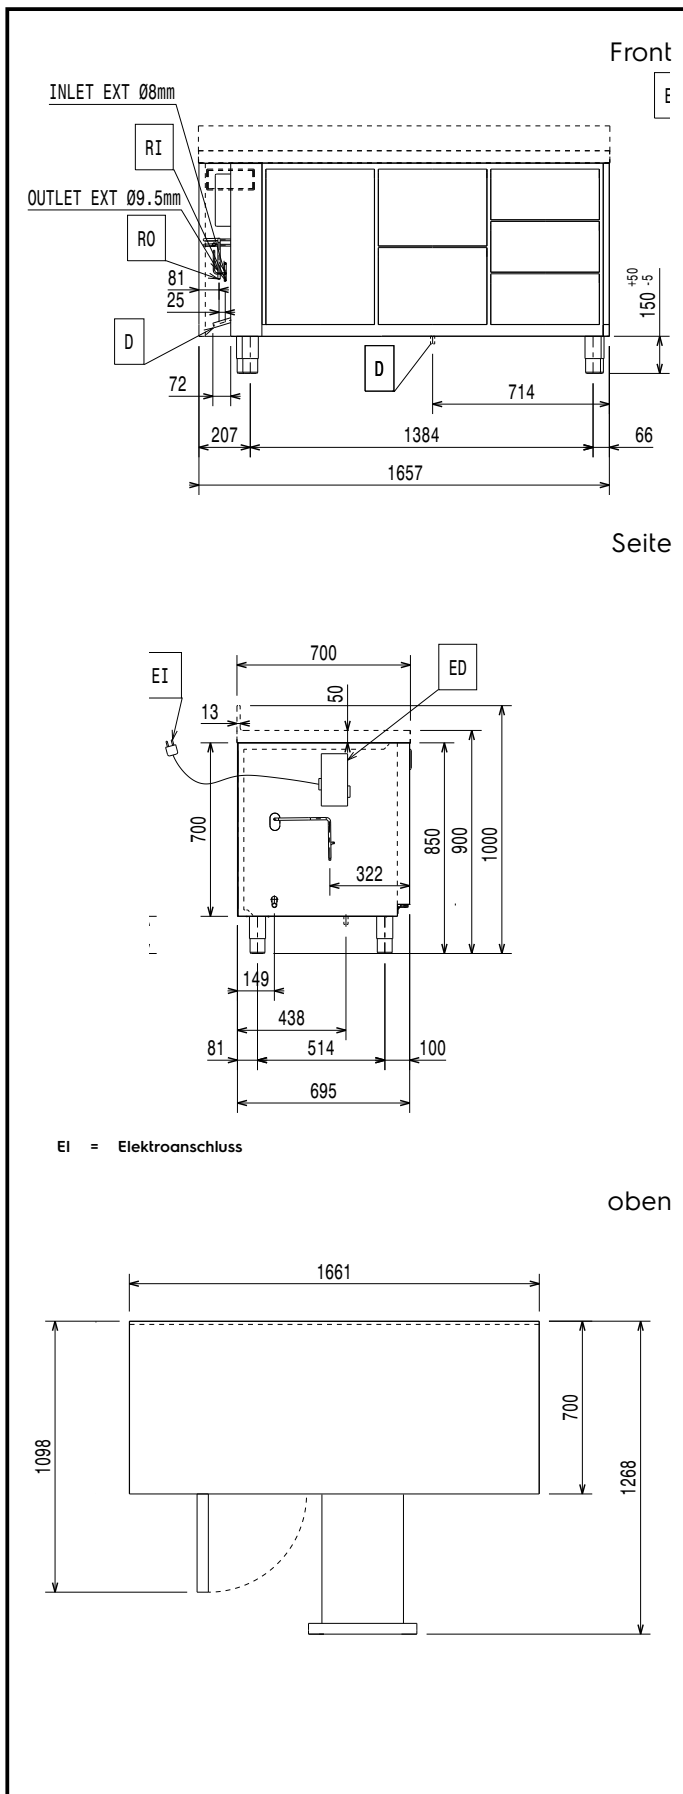 Front
INLET EXT Ø8mm
RI
OUTLET EXT Ø9.5mm
RO
81
25
D
D
72
714
150 +50 -5
207
1384
66
1657
Seite
EI
700
50
ED
13
700
322
850
900
1000
149
438
81
514
100
695
EI = Elektroanschluss
oben
1661
1098
700
1268